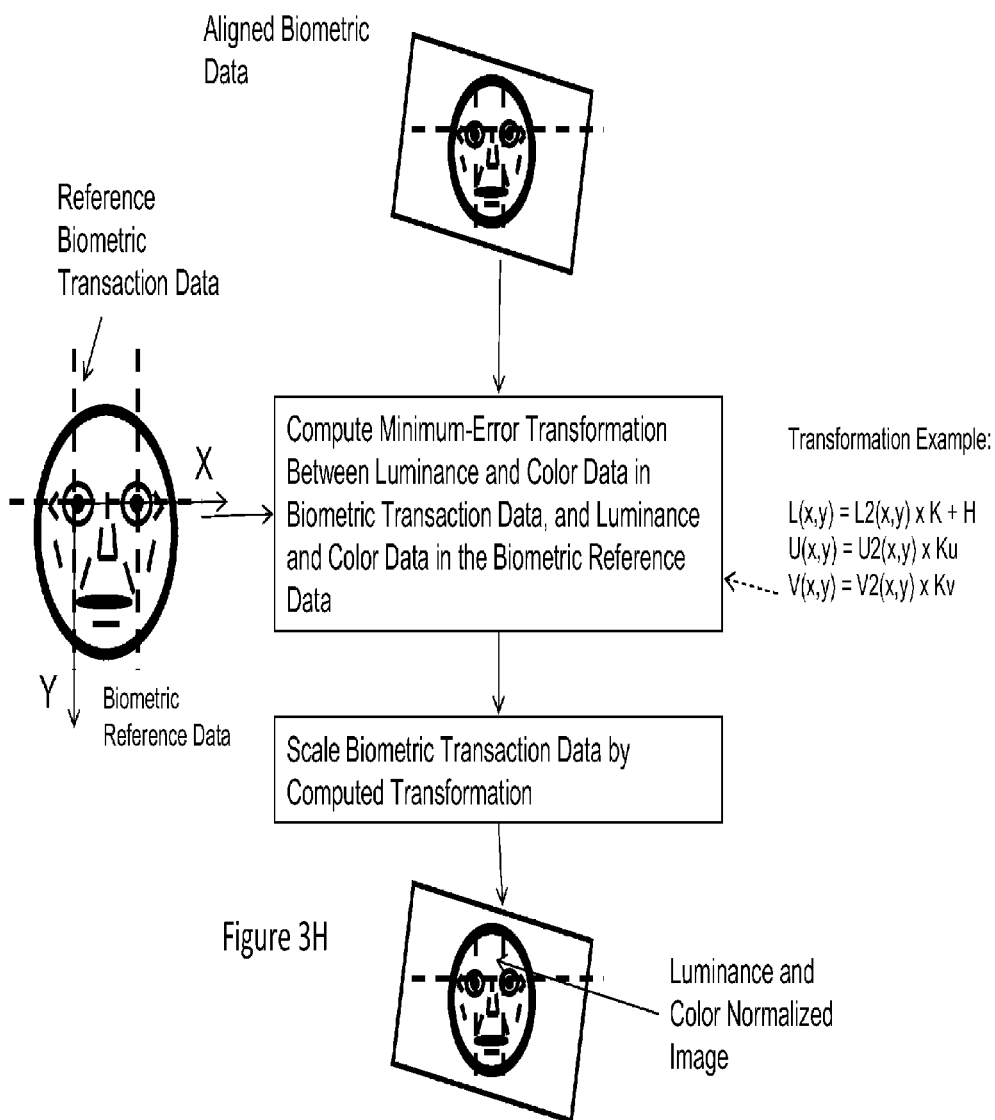 Aligned Biometric
Data
Reference
Biometric
Transaction Data
X
Y
Biometric
Reference Data
Compute Minimum-Error Transformation
Between Luminance and Color Data in
Biometric Transaction Data, and Luminance
and Color Data in the Biometric Reference
Data
Transformation Example:
L(x,y) = L2(x,y) x K + H
U(x,y) = U2(x,y) x Ku
V(x,y) = V2(x,y) x Kv
Scale Biometric Transaction Data by
Computed Transformation
Figure 3H
Luminance and
Color Normalized
Image